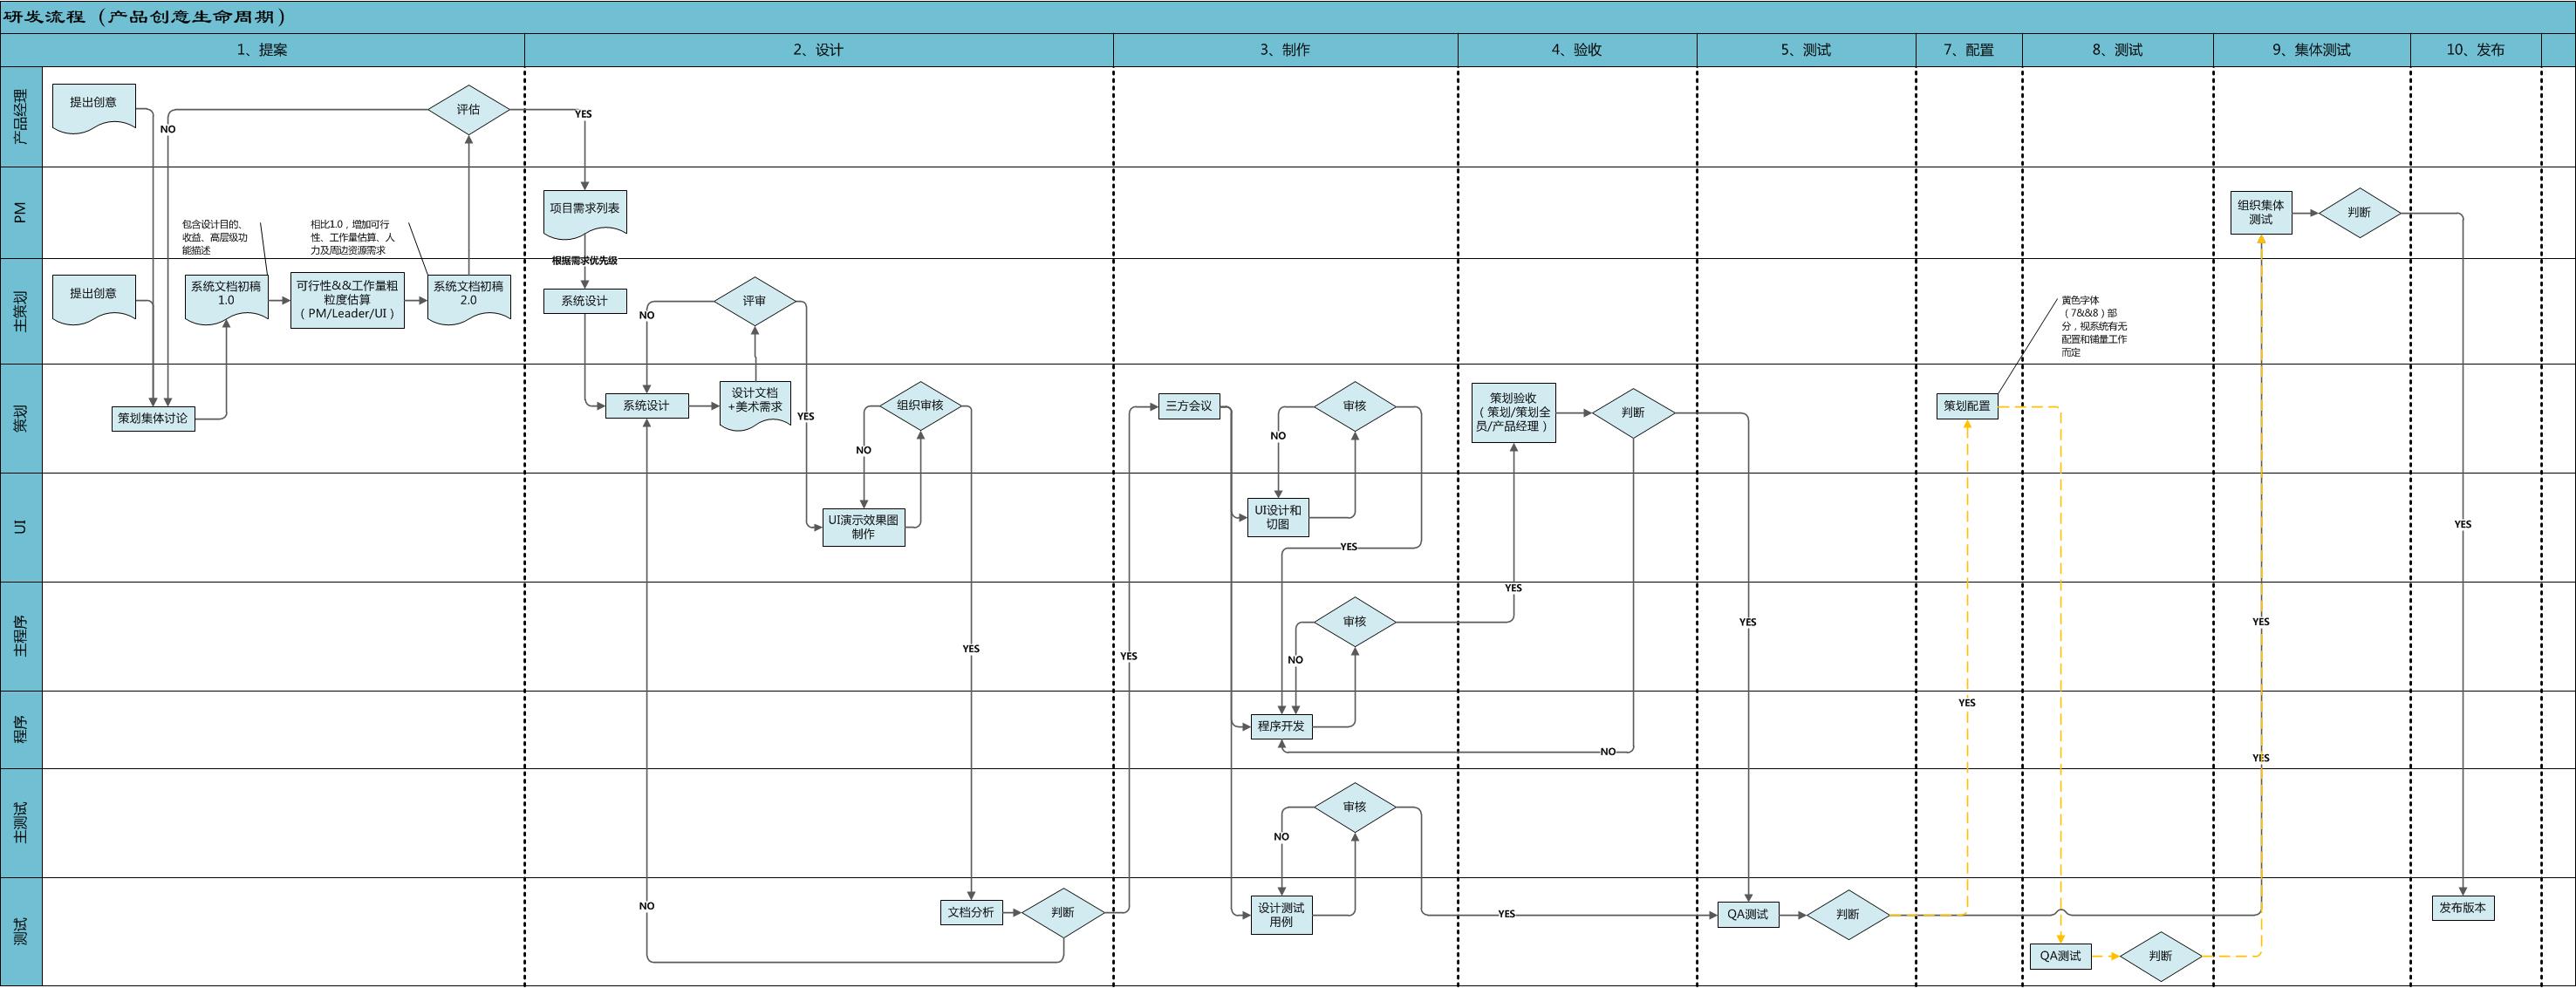 研发流程（产品创意生命周期）
1、提案
2、设计
3、制作
4、验收
5、测试
7、配置
8、测试
9、集体测试
10、发布
产品经理
提出创意
NO
评估
YES
PM
项目需求列表
组织集体
测试
判断
包含设计目的、
收益、高层级功
能描述
相比1.0，增加可行
性、工作量估算、人
力及周边资源需求
根据需求优先级
主策划
提出创意
系统文档初稿
1.0
可行性&&工作量粗
粒度估算
（PM/Leader/UI）
系统文档初稿
2.0
系统设计
NO
评审
黄色字体
（7&&8）部
分，视系统有无
配置和铺量工作
而定
策划
策划集体讨论
系统设计
设计文档
+美术需求
YES
组织审核
NO
三方会议
NO
审核
策划验收
（策划/策划全
员/产品经理）
判断
策划配置
UI
UI演示效果图
制作
UI设计和
切图
YES
YES
YES
主程序
YES
YES
审核
NO
YES
YES
程序
程序开发
NO
YES
YES
主测试
审核
NO
测试
NO
文档分析
判断
设计测试
用例
YES
QA测试
判断
QA测试
判断
发布版本